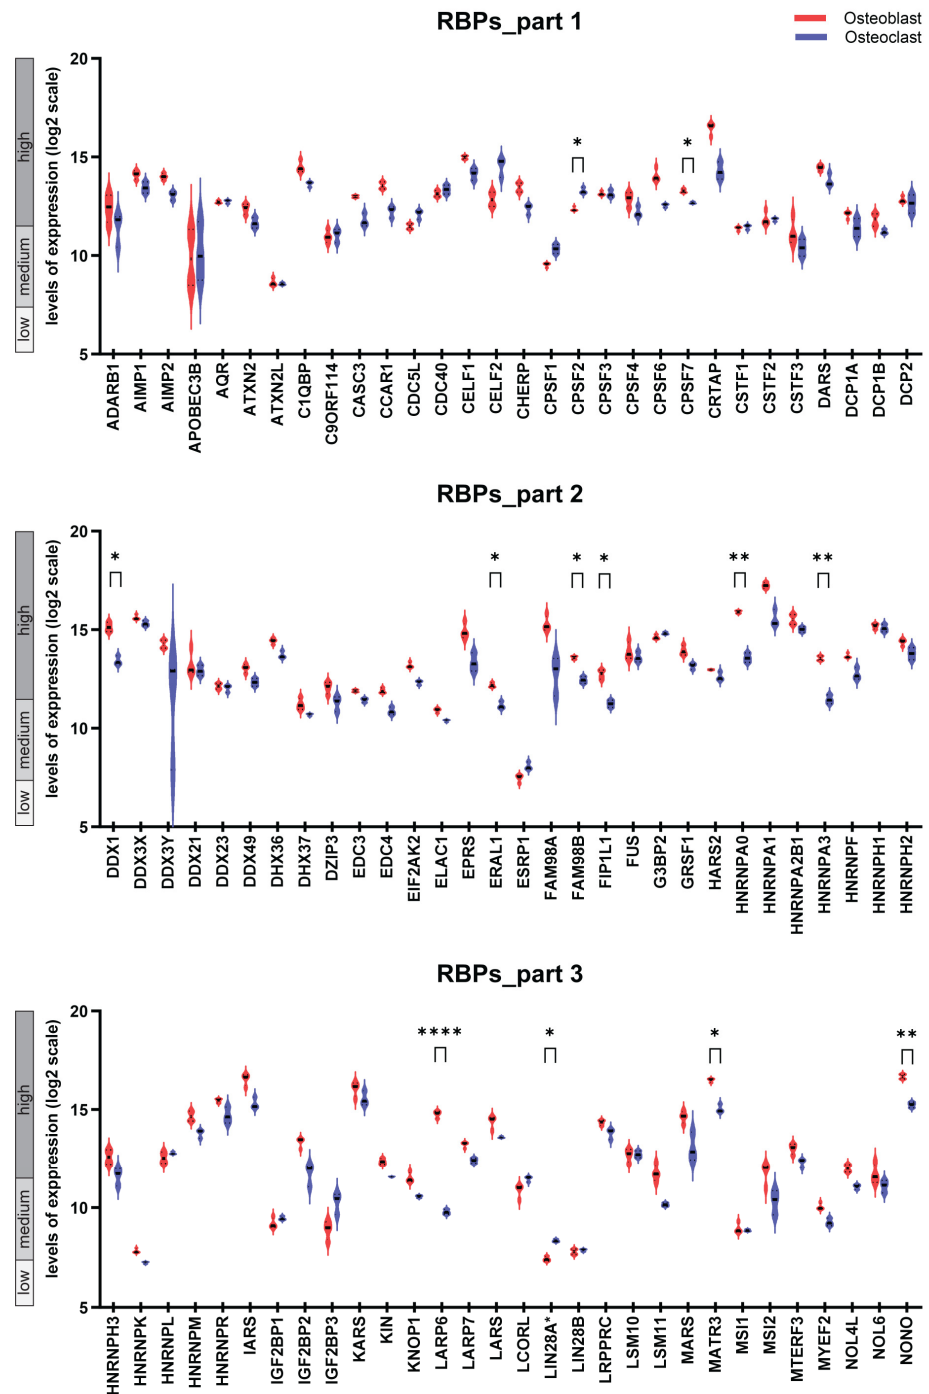 RBPs_part 1
Osteoblast
Osteoclast
high
medium
low
levels of expression (log2 scale)
20
15
10
5
*
*
ADARB1
AIMP1
AIMP2
APOBEC3B
AQR
ATXN2
ATXN2L
C1QBP
C9ORF114
CASC3
CCAR1
CDC5L
CDC40
CELF1
CELF2
CHERP
CPSF1
CPSF2
CPSF3
CPSF4
CPSF6
CPSF7
CRTAP
CSTF1
CSTF2
CSTF3
DARS
DCP1A
DCP1B
DCP2
RBPs_part 2
high
medium
low
levels of expression (log2 scale)
20
15
10
5
*
*
*
*
**
**
DDX1
DDX3X
DDX3Y
DDX21
DDX23
DDX49
DHX36
DHX37
DZIP3
EDC3
EDC4
EIF2AK2
ELAC1
EPRS
ERAL1
ESRP1
FAM98A
FAM98B
FIP1L1
FUS
G3BP2
GRSF1
HARS2
HNRNPA0
HNRNPA1
HNRNPA2B1
HNRNPA3
HNRNPF
HNRNPH1
HNRNPH2
RBPs_part 3
high
medium
low
levels of expression (log2 scale)
20
15
10
5
****
*
*
**
HNRNPH3
HNRNPK
HNRNPL
HNRNPM
HNRNPR
IARS
IGF2BP1
IGF2BP2
IGF2BP3
KARS
KIN
KNOP1
LARP6
LARP7
LARS
LCORL
LIN28A*
LIN28B
LRPPRC
LSM10
LSM11
MARS
MATR3
MSI1
MSI2
MTERF3
MYEF2
NOL4L
NOL6
NONO